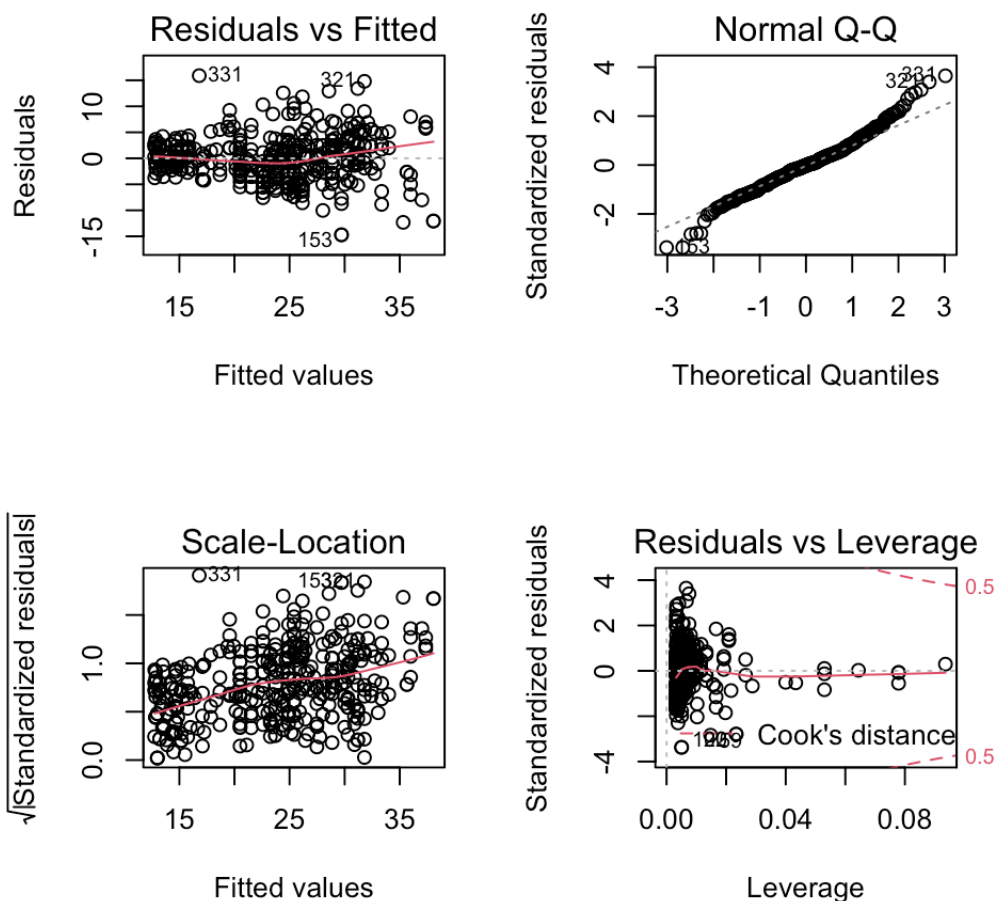 Residuals vs Fitted
Residuals
10
0
-15
331
321
153
15
25
35
Fitted values
Normal Q-Q
Standardized residuals
4
2
0
-2
331
-3
-1
0
1
2
3
Theoretical Quantiles
Scale-Location
√|Standardized residuals|
1.0
0.0
331
15
25
35
Fitted values
Residuals vs Leverage
Standardized residuals
4
2
0
-4
0.5
0.5
Cook's distance
0.00
0.04
0.08
Leverage